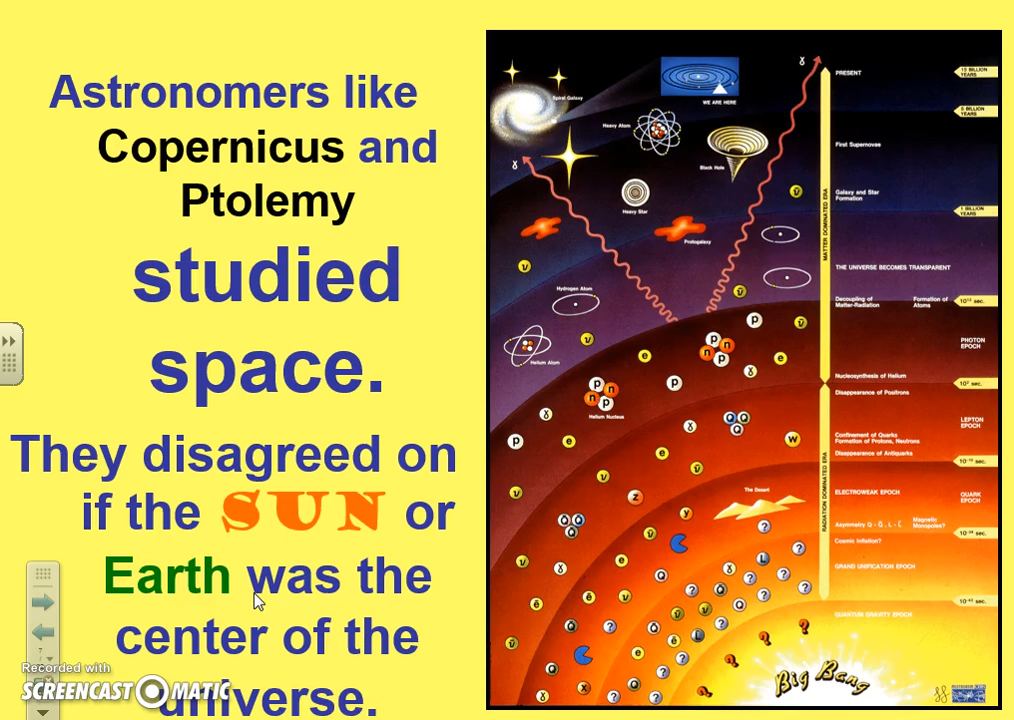 Astronomers like
Copernicus and
Ptolemy
studied
space.
They disagreed on
if the SUN or
Earth was the
center of the
universe.
Recorded with
SCREENCAST O MATIC
7
Spiral Galaxy
WE ARE HERE
Heavy Atom
Black Hole
Heavy Star
Protogalaxy
Hydrogen Atom
Helium Atom
Helium Nucleus
The Desert
Big Bang
PRESENT
15 BILLION YEARS
5 BILLION YEARS
First Supernovae
Galaxy and Star
Formation
1 BILLION YEARS
MATTER DOMINATED ERA
THE UNIVERSE BECOMES TRANSPARENT
Decoupling of
Matter-Radiation
Formation of
Atoms
PHOTON
EPOCH
Nucleosynthesis of Helium
Disappearance of Positrons
LEPTON
EPOCH
Confinement of Quarks
Formation of Protons, Neutrons
Disappearance of Antiquarks
RADIATION DOMINATED ERA
ELECTROWEAK EPOCH
QUARK
EPOCH
Magnetic
Monopoles?
Cosmic Inflation?
GRAND UNIFICATION EPOCH
QUANTUM GRAVITY EPOCH